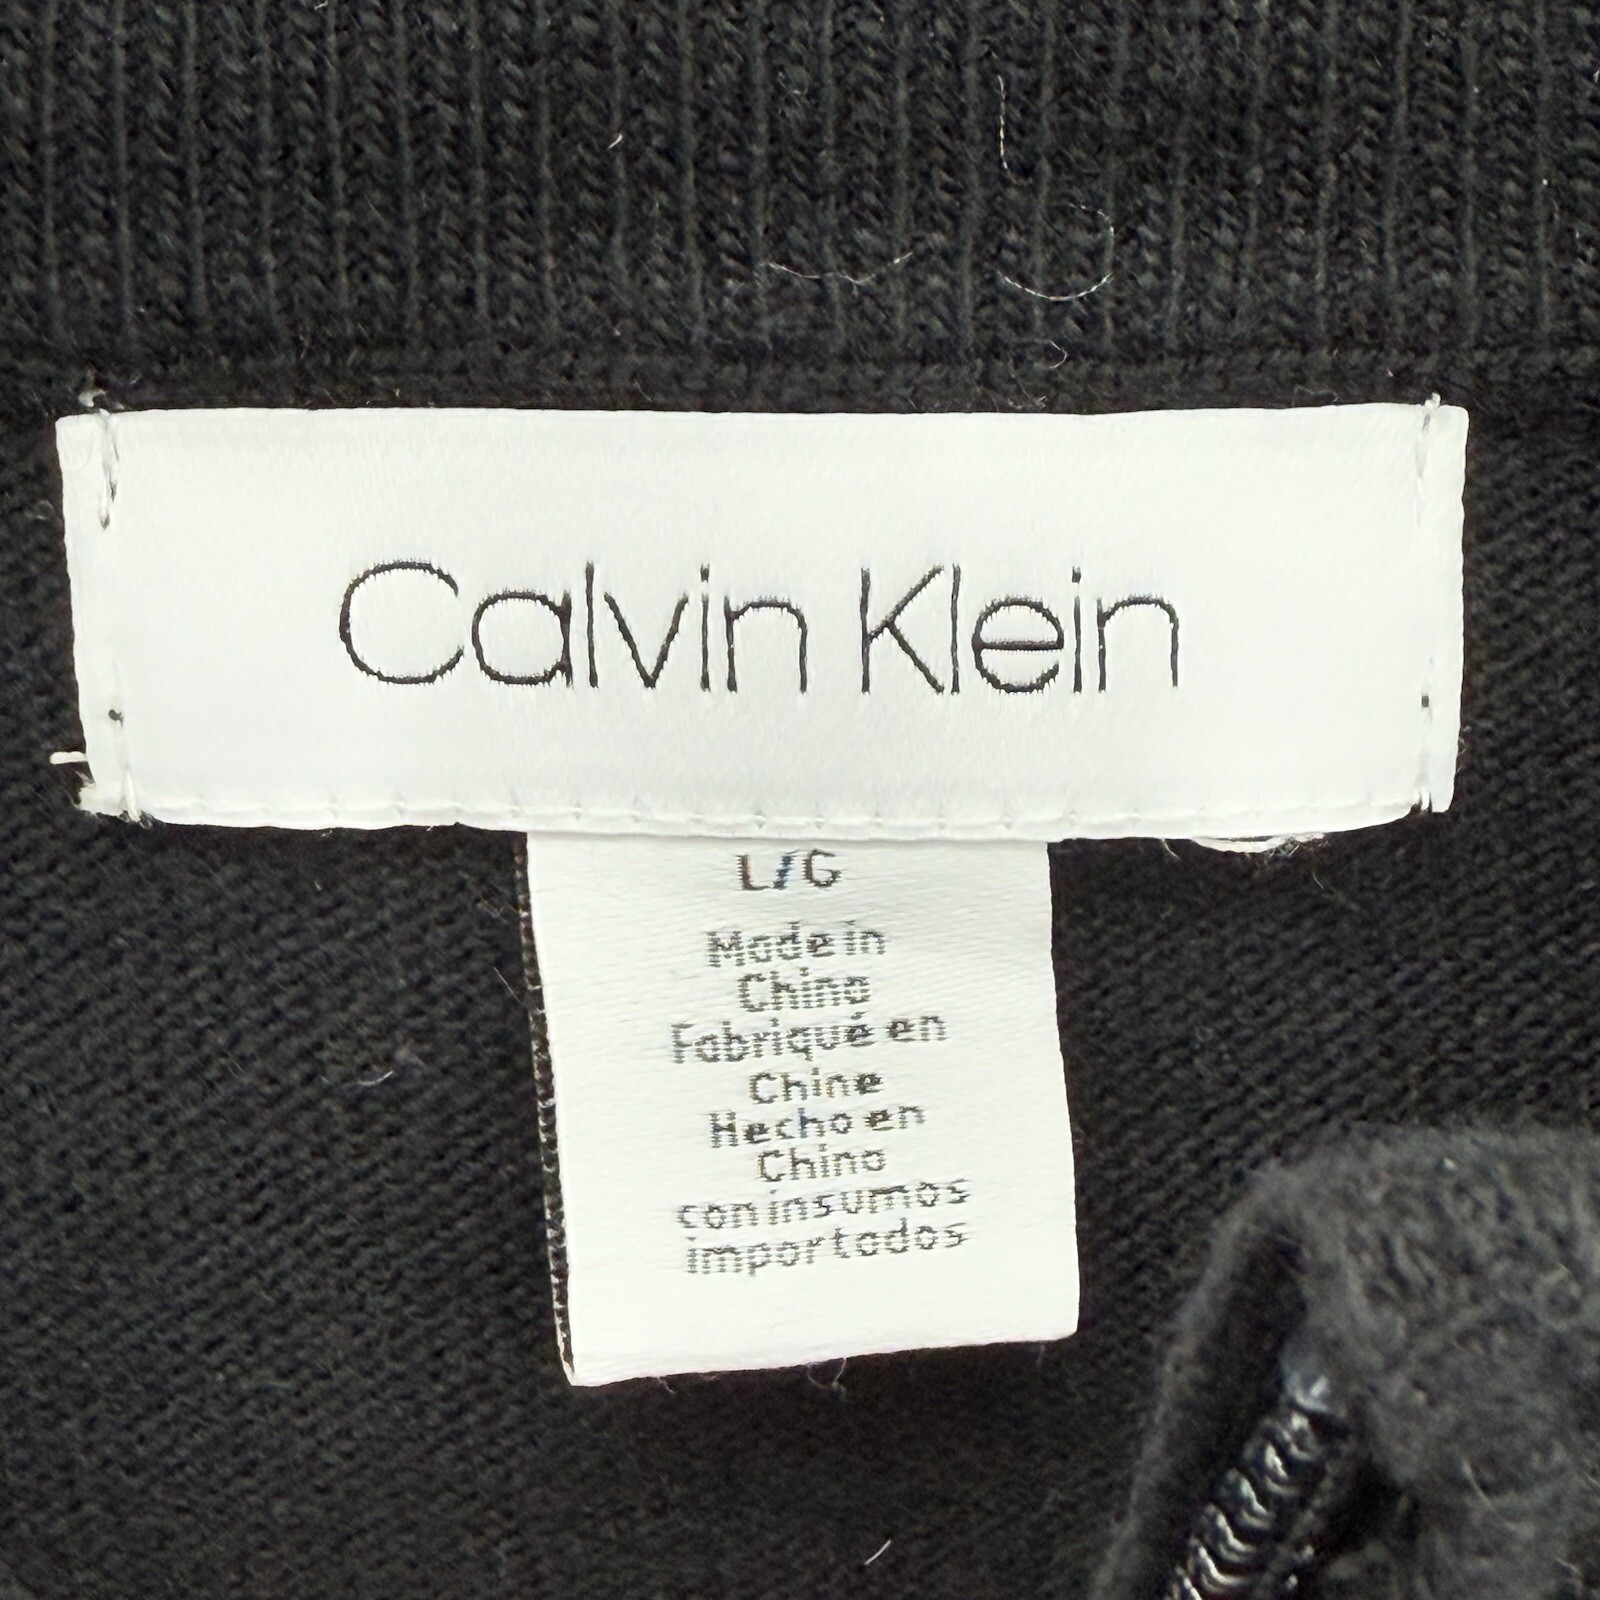 Calvin Klein
L/G
Made in
China
Fabriqué en
Chine
Hecho en
China
con insumos
importados